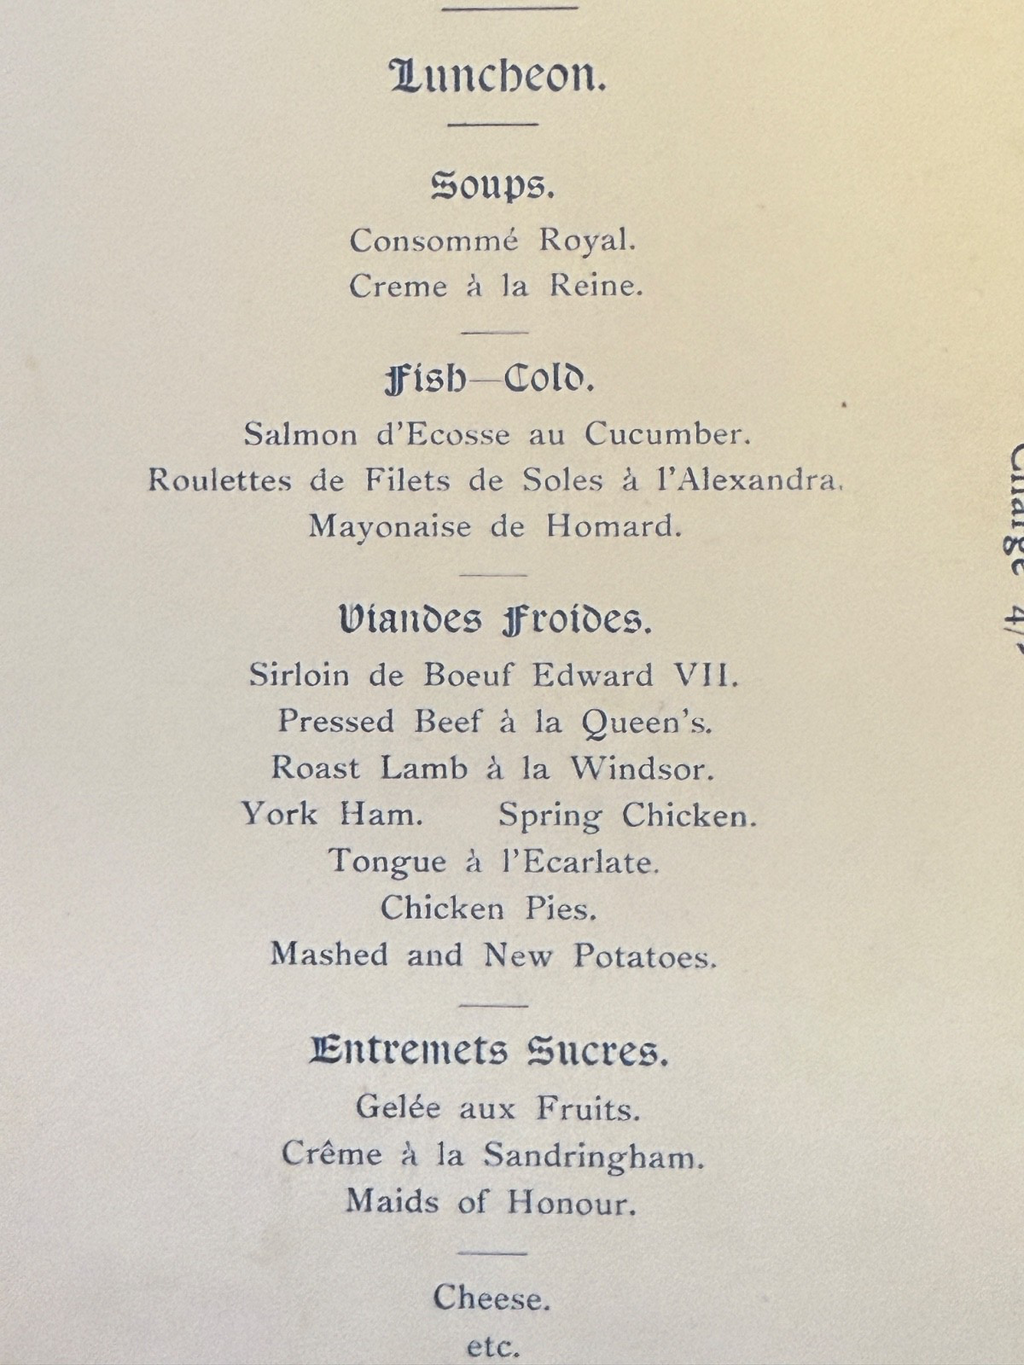 Luncheon.
Soups.
Consommé Royal.
Creme à la Reine.
Fish—Cold.
Salmon d'Ecosse au Cucumber.
Roulettes de Filets de Soles à l'Alexandra.
Mayonaise de Homard.
Viandes Froides.
Sirloin de Boeuf Edward VII.
Pressed Beef à la Queen's.
Roast Lamb à la Windsor.
York Ham. Spring Chicken.
Tongue à l'Ecarlate.
Chicken Pies.
Mashed and New Potatoes.
Entremets Sucres.
Gelée aux Fruits.
Crême à la Sandringham.
Maids of Honour.
Cheese.
etc.
Charge